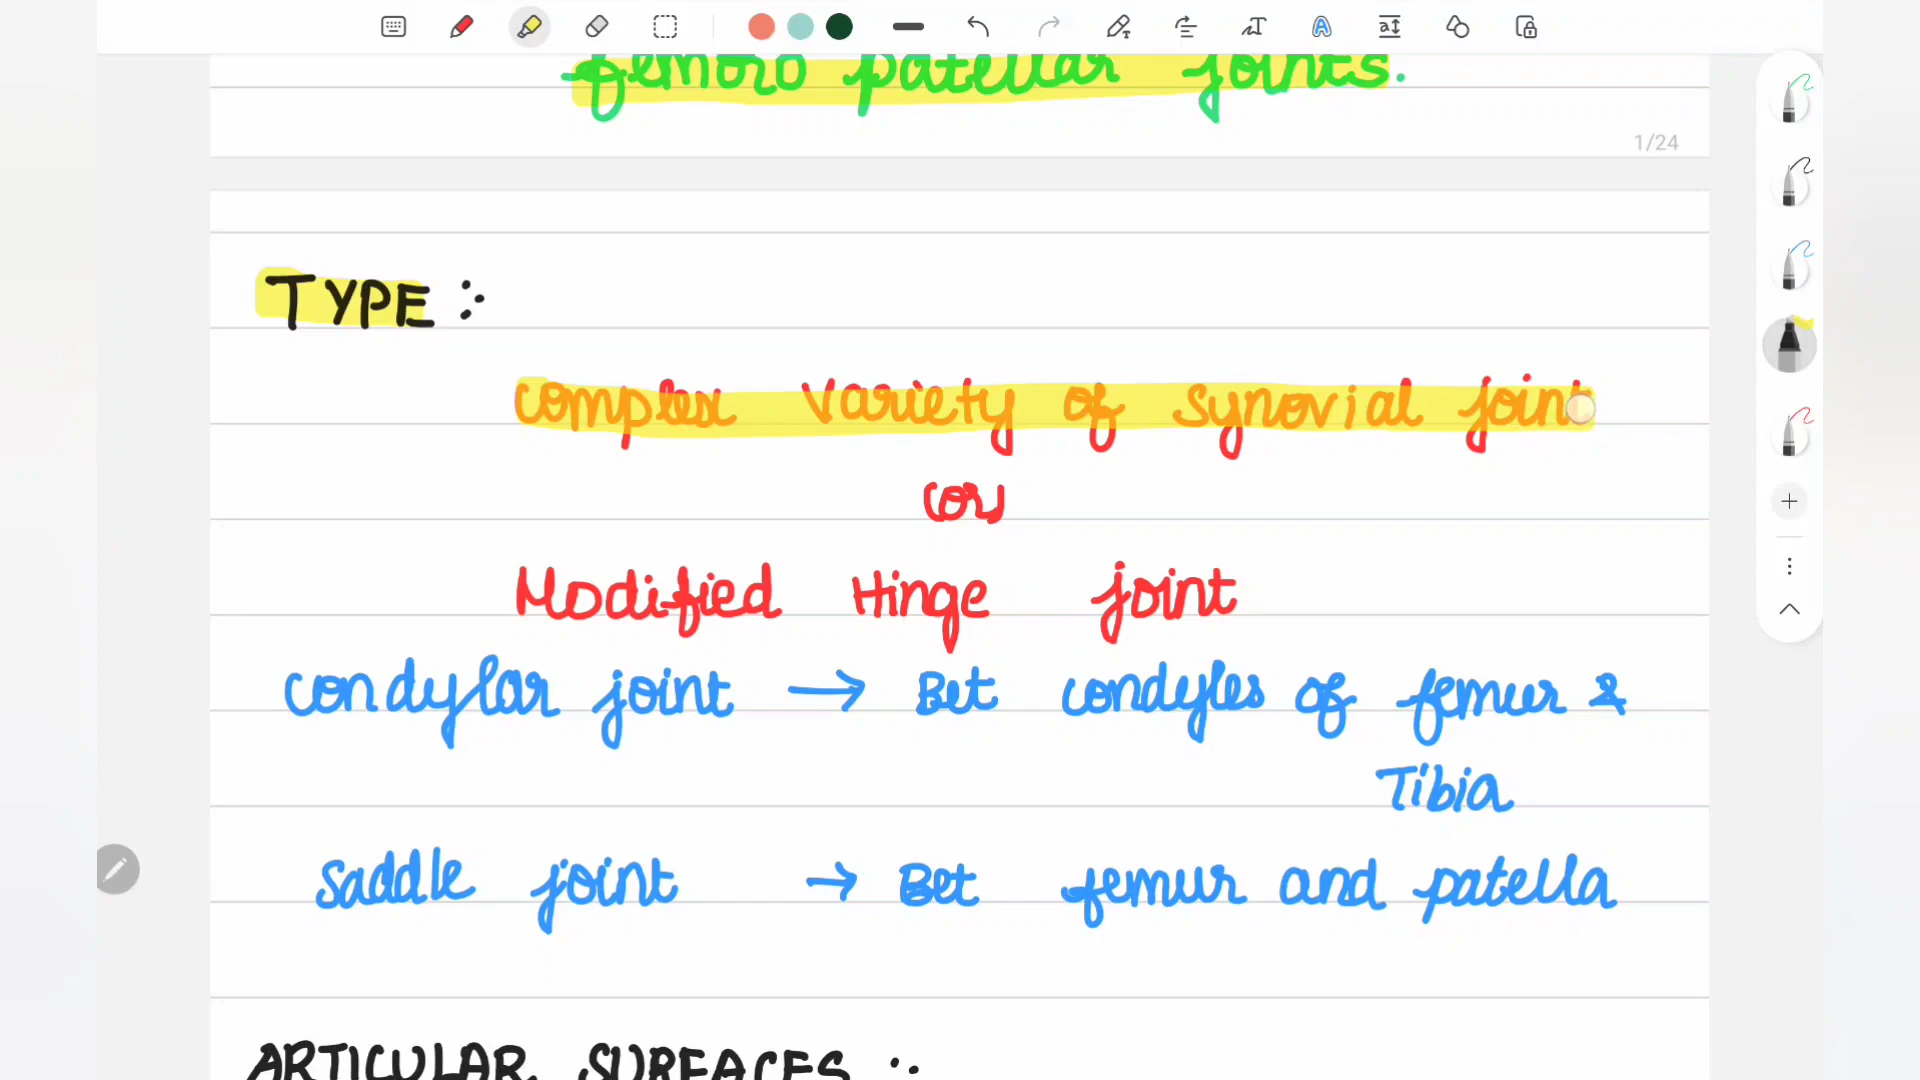 femoro patellar joints.
1/24
TYPE :-
complex variety of synovial joint
(or)
Modified Hinge joint
condylar joint → Bet condyles of femur &
Tibia
saddle joint → Bet femur and patella
ARTICULAR SURFACES :-